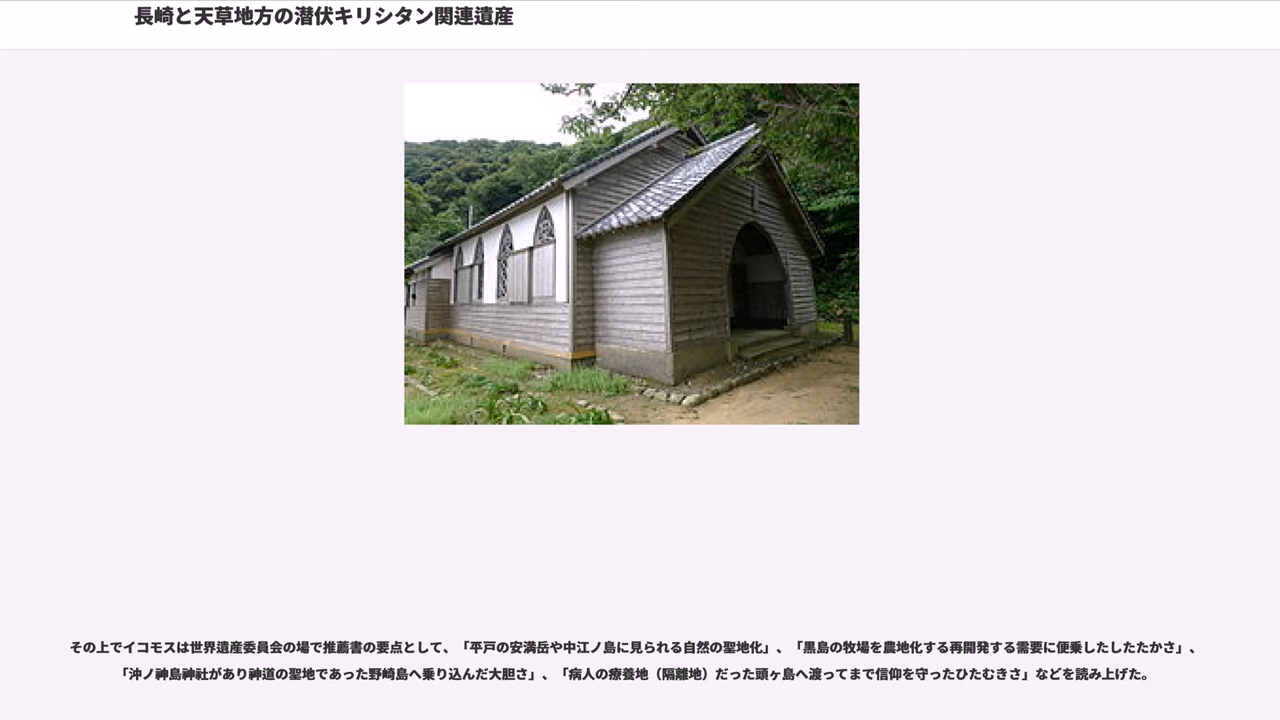 長崎と天草地方の潜伏キリシタン関連遺産
その上でイコモスは世界遺産委員会の場で推薦書の要点として、「平戸の安満岳や中江ノ島に見られる自然の聖地化」、「黒島の牧場を農地化する再開発する需要に便乗したしたたかさ」、
「沖ノ神島神社があり神道の聖地であった野崎島へ乗り込んだ大胆さ」、「病人の療養地（隔離地）だった頭ヶ島へ渡ってまで信仰を守ったひたむきさ」などを読み上げた。